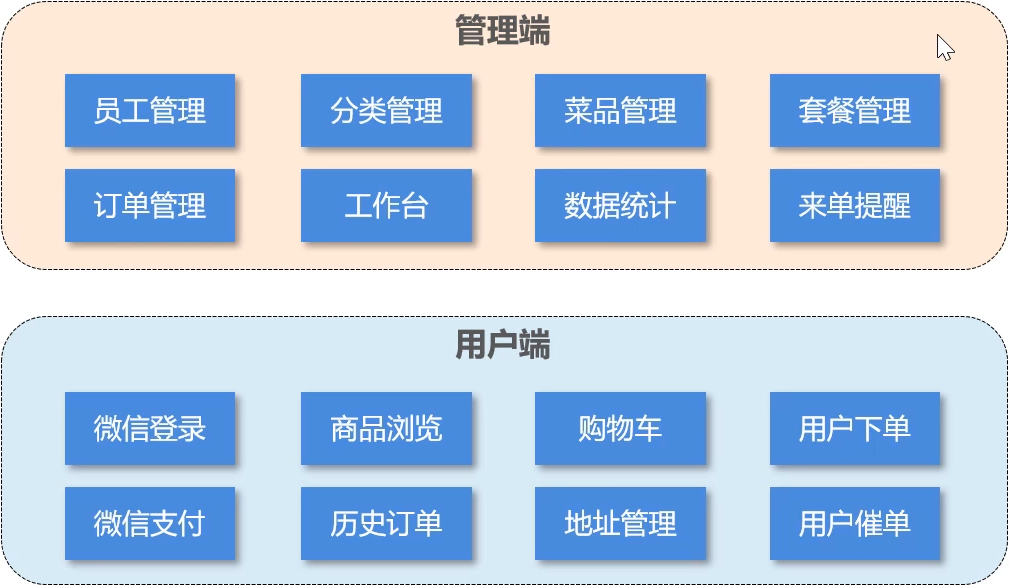 管理端
员工管理
分类管理
菜品管理
套餐管理
订单管理
工作台
数据统计
来单提醒
用户端
微信登录
商品浏览
购物车
用户下单
微信支付
历史订单
地址管理
用户催单